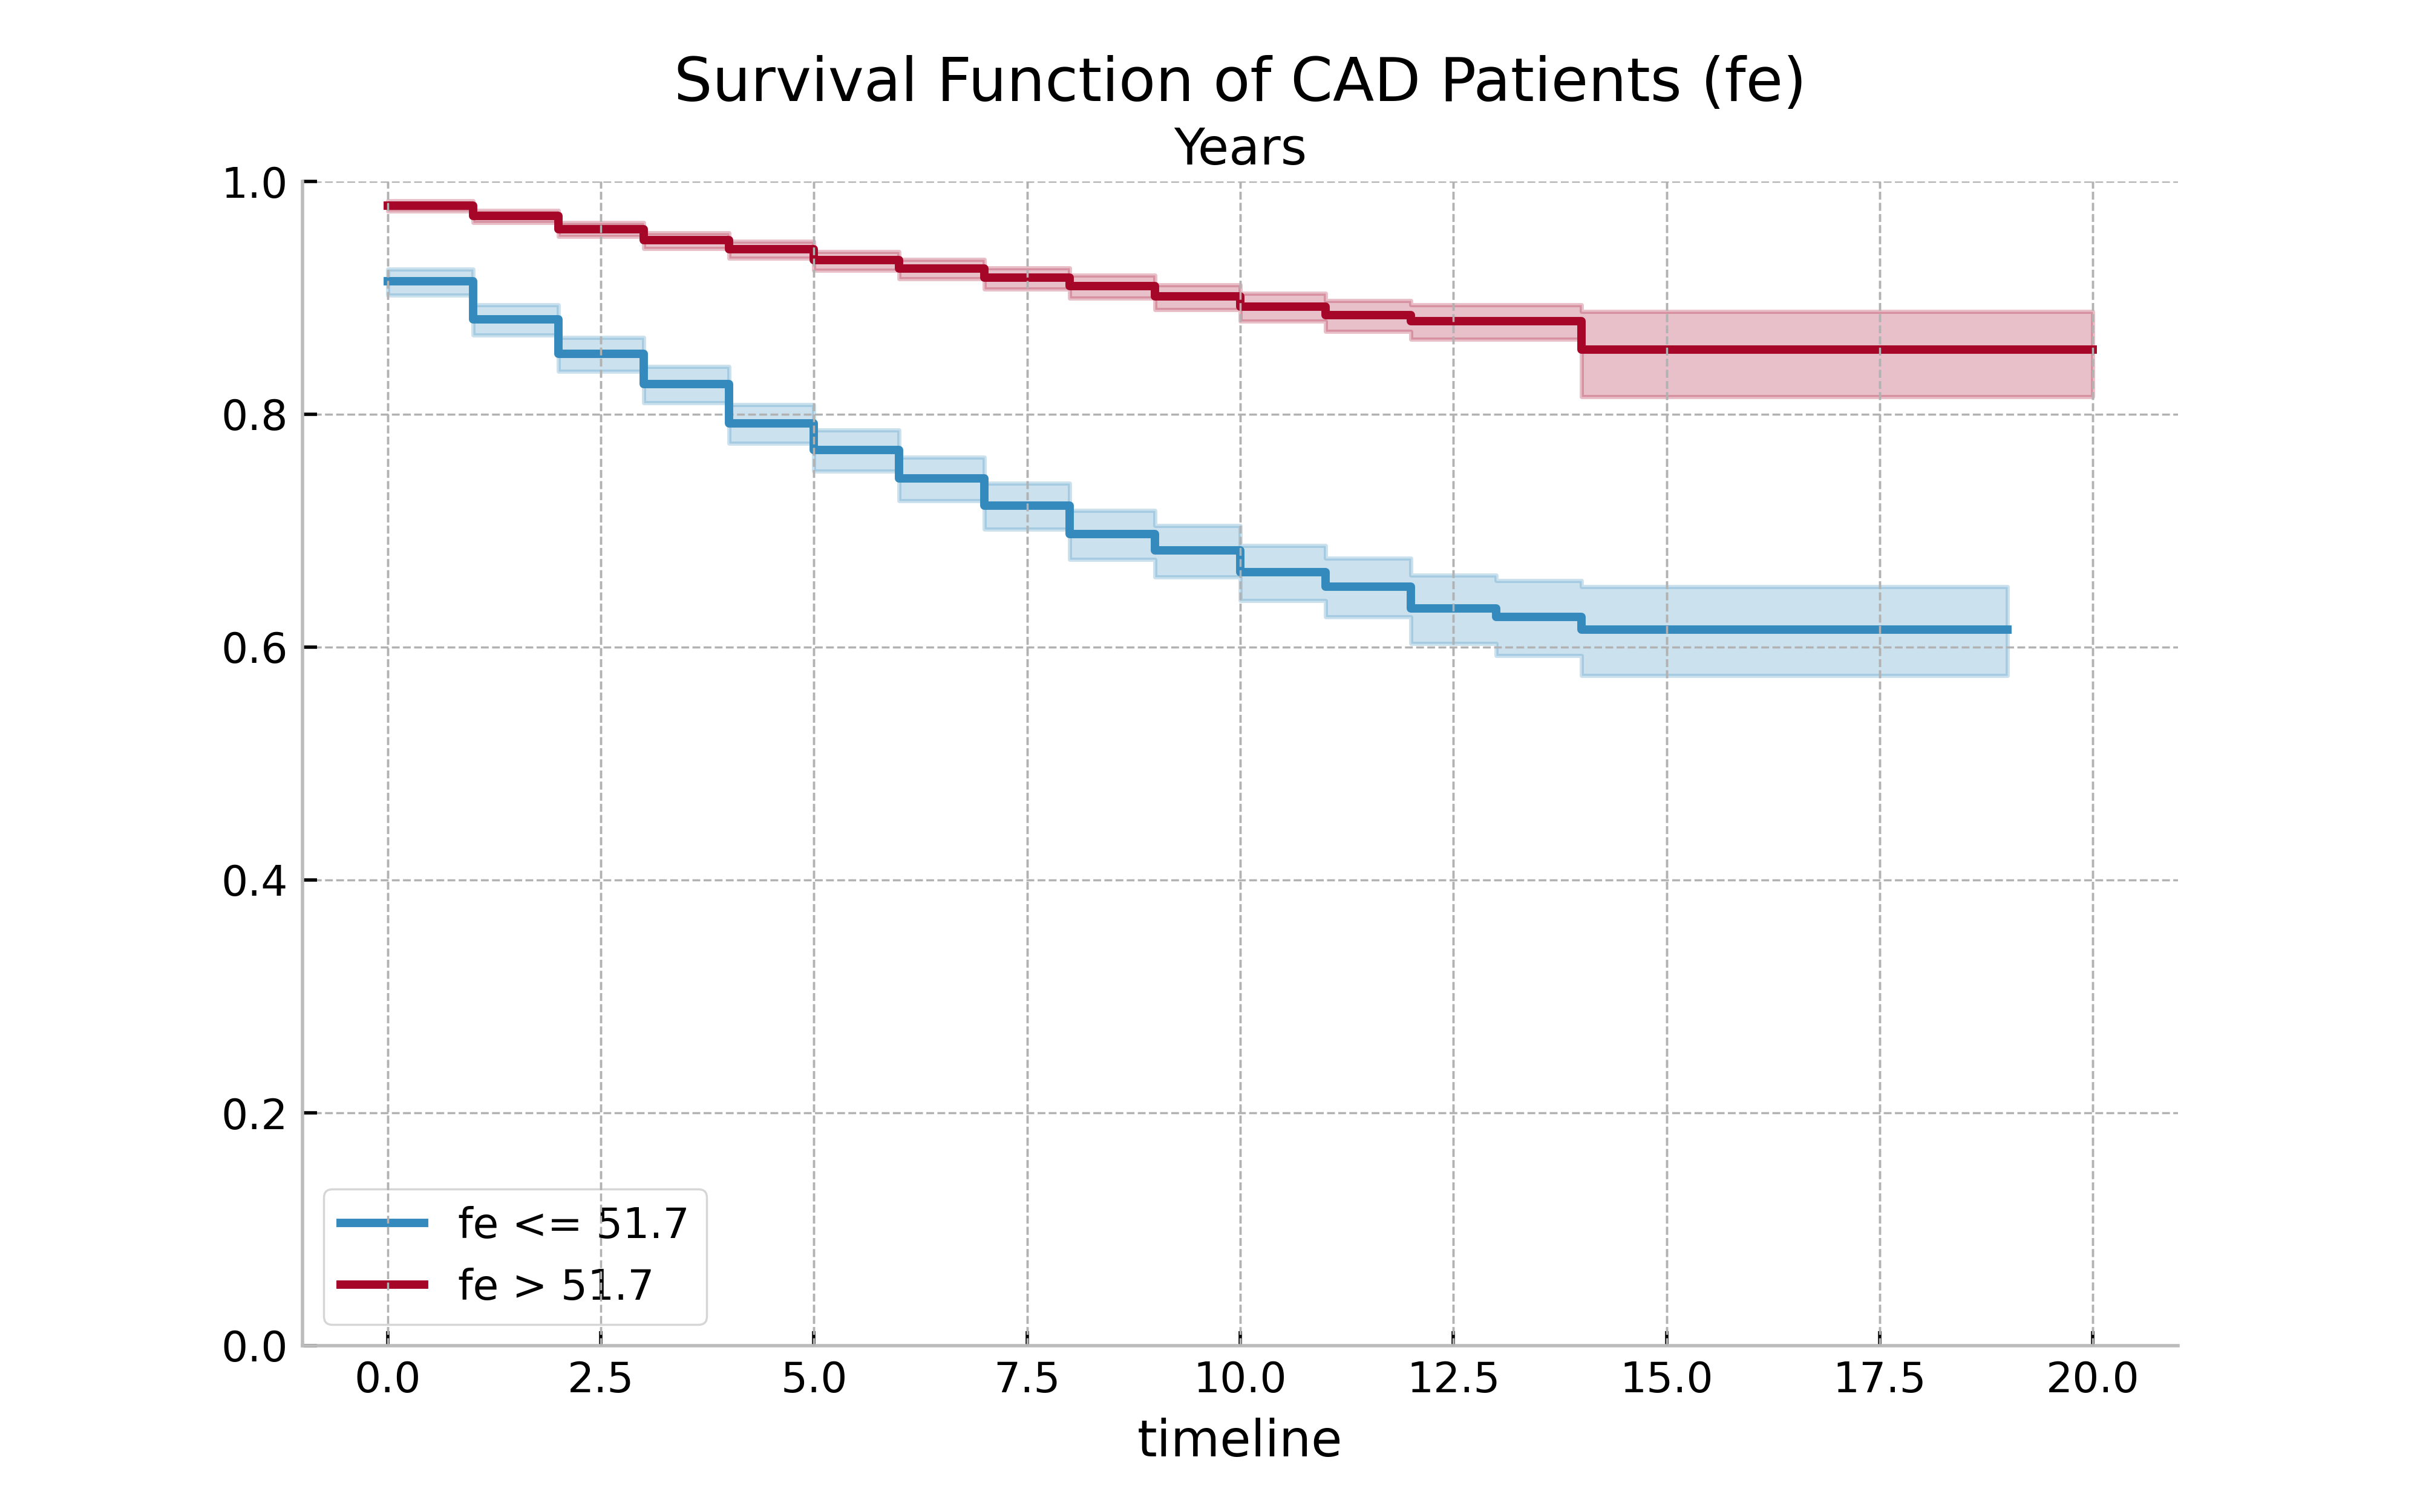 Survival Function of CAD Patients (fe)
Years
1.0
0.8
0.6
0.4
0.2
0.0
fe <= 51.7
fe > 51.7
0.0 2.5 5.0 7.5 10.0 12.5 15.0 17.5 20.0
timeline